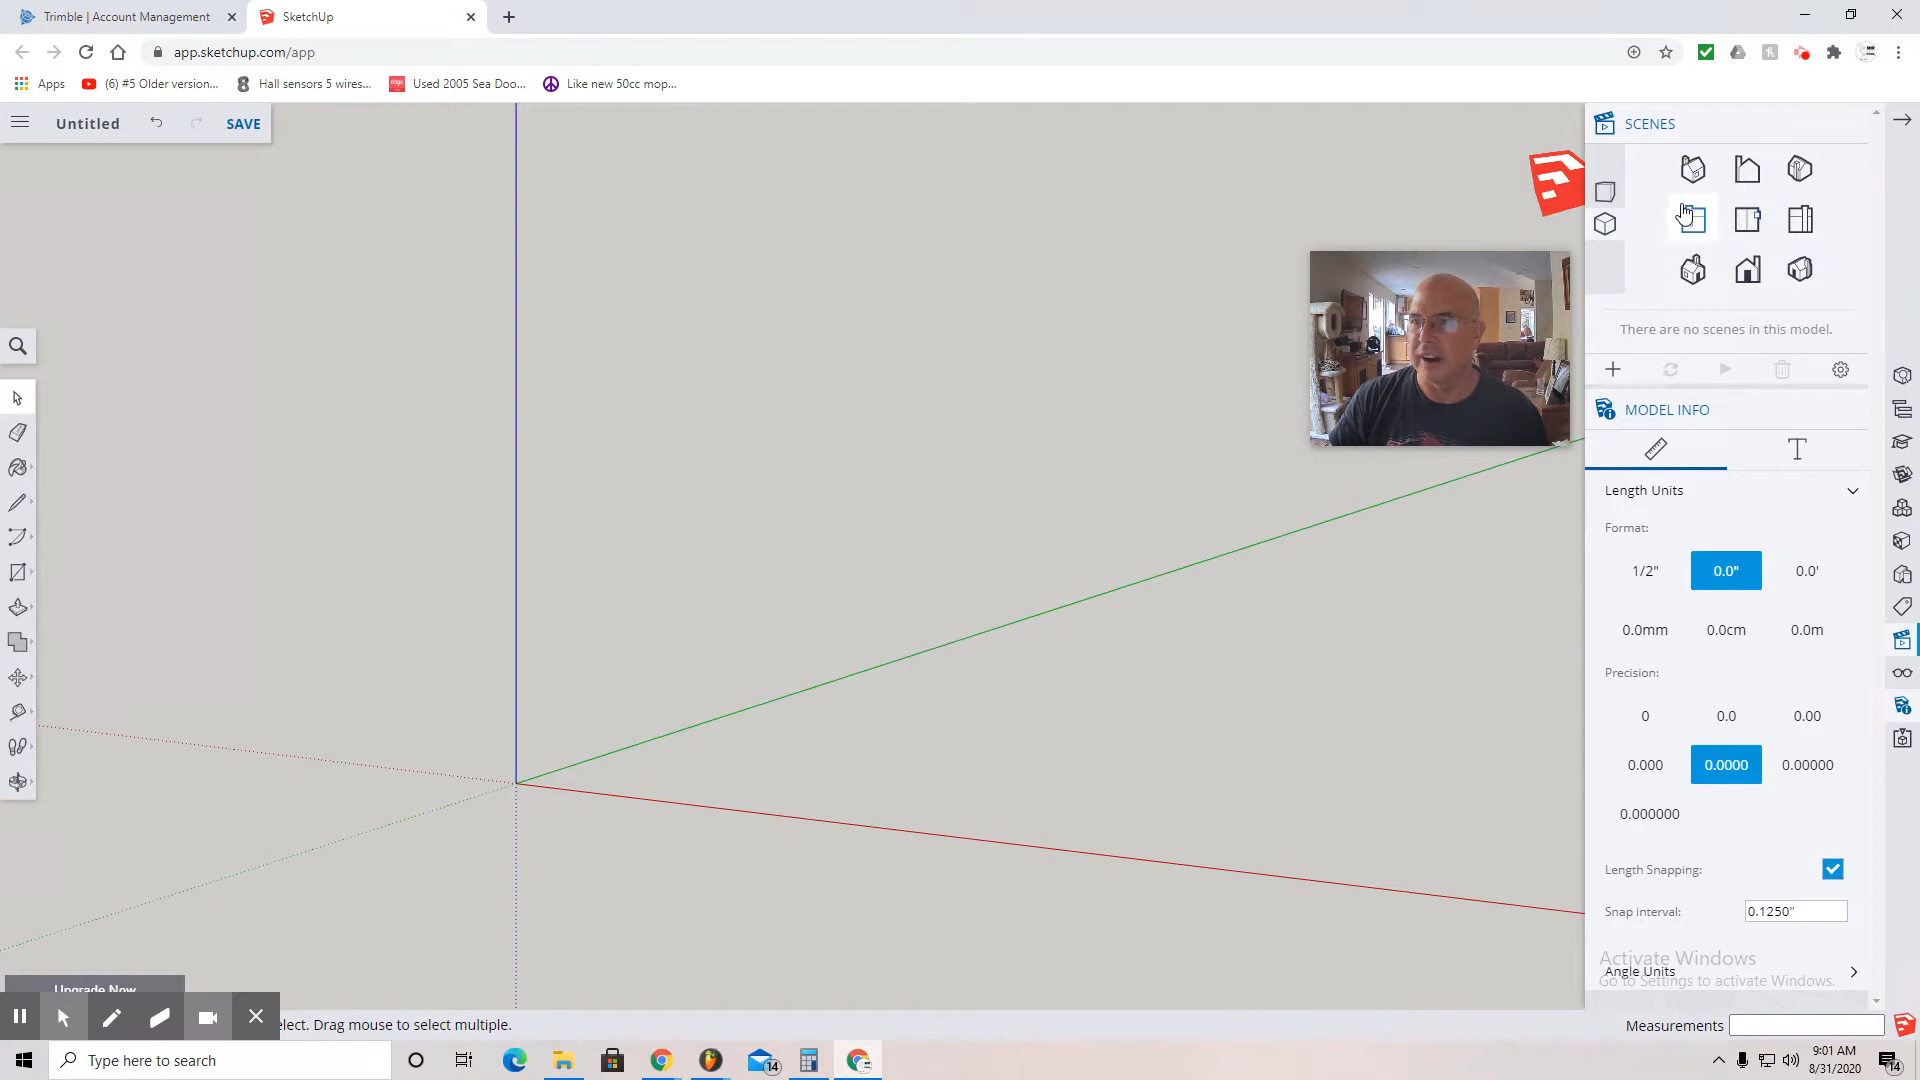 Trimble | Account Management
SketchUp
app.sketchup.com/app
Apps
(6) #5 Older version...
8 Hall sensors 5 wires...
Used 2005 Sea Doo...
Like new 50cc mop...
Untitled
SAVE
SCENES
There are no scenes in this model.
MODEL INFO
T
Length Units
Format:
1/2" 0.0" 0.0'
0.0mm 0.0cm 0.0m
Precision:
0 0.0 0.00
0.000 0.0000 0.00000
0.000000
Length Snapping:
Snap interval: 0.1250"
Activate Windows
Angle Units
Go to Settings to activate Windows.
Upgrade Now
elect. Drag mouse to select multiple.
Measurements
Type here to search
14
9:01 AM
8/31/2020
14